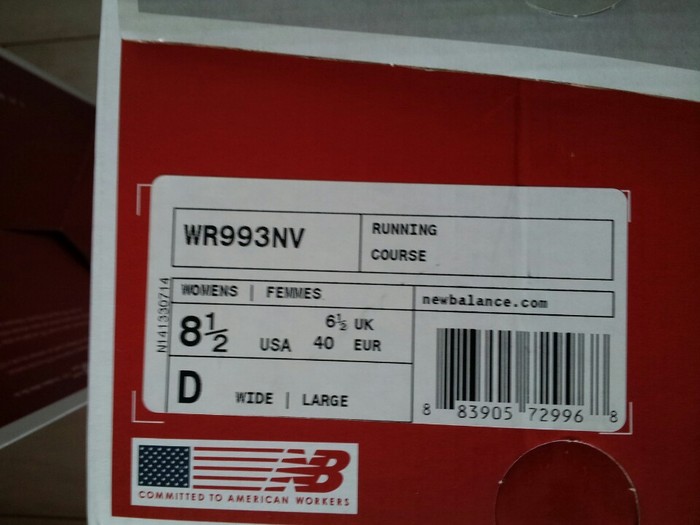 WR993NV
RUNNING
COURSE
WOMENS | FEMMES
newbalance.com
8½ USA
6½ UK
40 EUR
D WIDE | LARGE
N141330714
8 83905 72996 8
NB
COMMITTED TO AMERICAN WORKERS